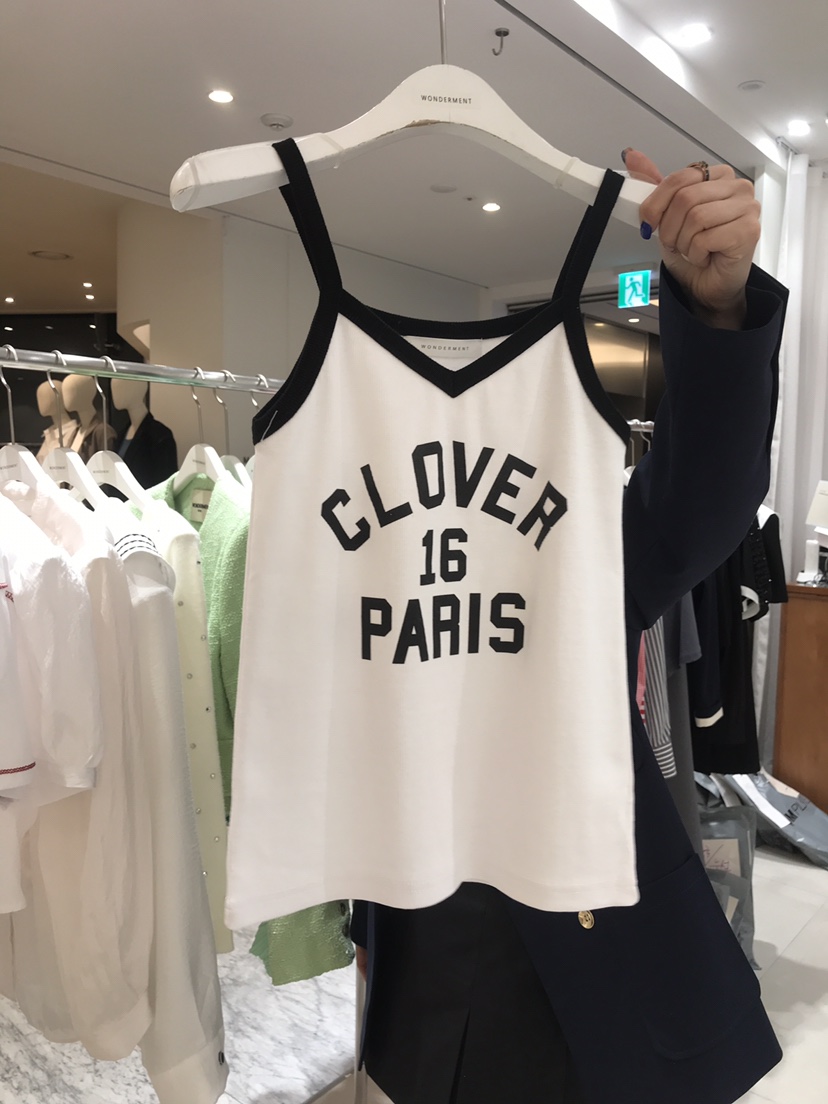 WONDERMENT
WONDERMENT
CLOVER
16
PARIS